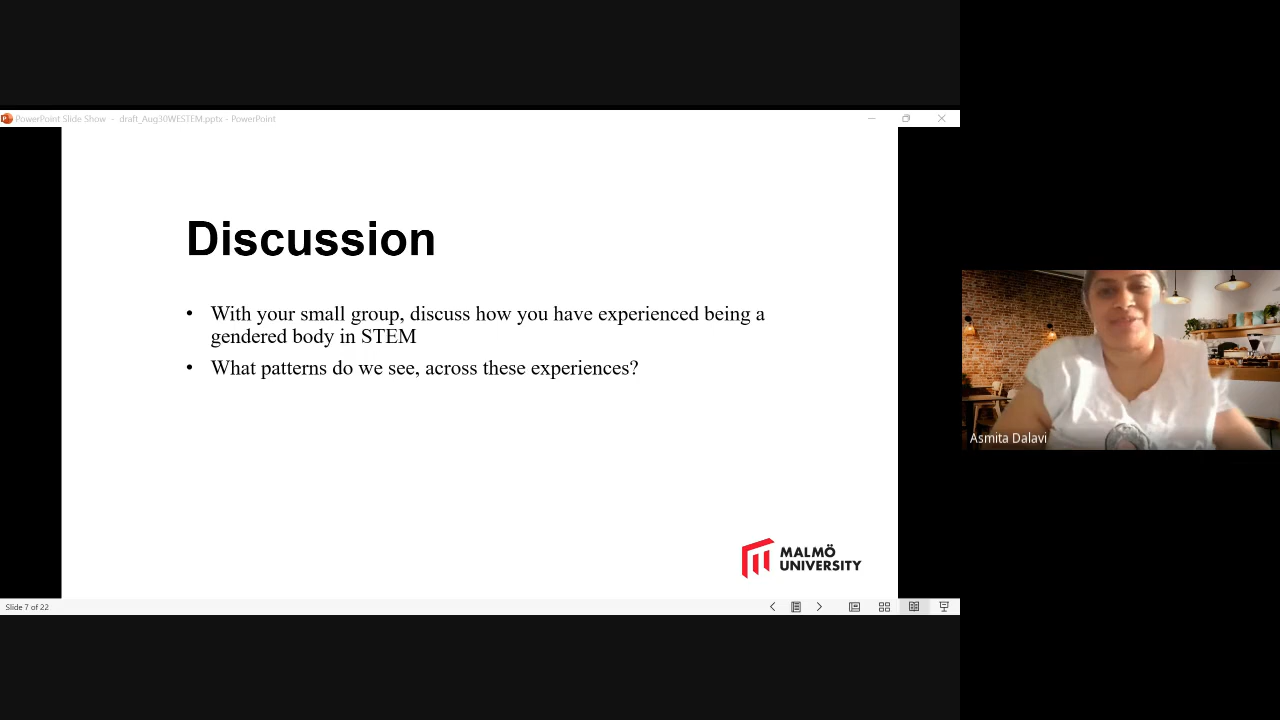 PowerPoint Slide Show - draft_Aug30WESTEM.ppts - PowerPoint
Discussion
• With your small group, discuss how you have experienced being a
gendered body in STEM
• What patterns do we see, across these experiences?
MALMÖ
UNIVERSITY
Asmita Dalavi
Slide 7 of 22